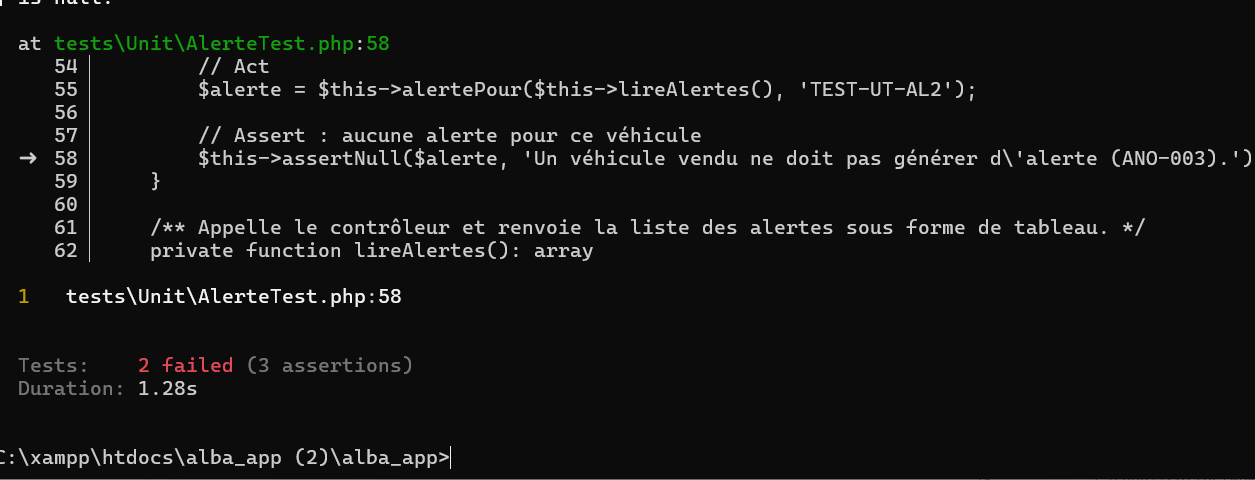 is null.
at tests\Unit\AlerteTest.php:58
54 // Act
55 $alerte = $this->alertePour($this->lireAlertes(), 'TEST-UT-AL2');
56
57 // Assert : aucune alerte pour ce véhicule
➜ 58 $this->assertNull($alerte, 'Un véhicule vendu ne doit pas générer d\'alerte (ANO-003).')
59 }
60
61 /** Appelle le contrôleur et renvoie la liste des alertes sous forme de tableau. */
62 private function lireAlertes(): array
1 tests\Unit\AlerteTest.php:58
Tests: 2 failed (3 assertions)
Duration: 1.28s
C:\xampp\htdocs\alba_app (2)\alba_app>